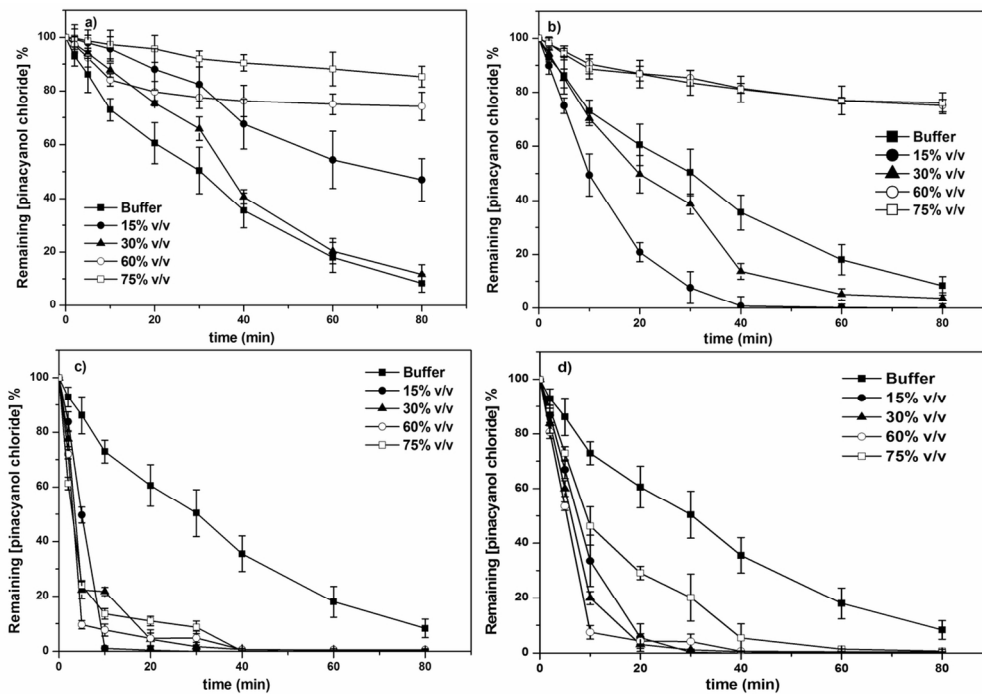 a)
Remaining [pinacyanol chloride] %
100
80
60
40
20
0
Buffer
15% v/v
30% v/v
60% v/v
75% v/v
0 20 40 60 80
time (min)
b)
Remaining [pinacyanol chloride] %
100
80
60
40
20
0
Buffer
15% v/v
30% v/v
60% v/v
75% v/v
0 20 40 60 80
time (min)
c)
Remaining [pinacyanol chloride] %
100
80
60
40
20
0
Buffer
15% v/v
30% v/v
60% v/v
75% v/v
0 20 40 60 80
time (min)
d)
Remaining [pinacyanol chloride] %
100
80
60
40
20
0
Buffer
15% v/v
30% v/v
60% v/v
75% v/v
0 20 40 60 80
time (min)